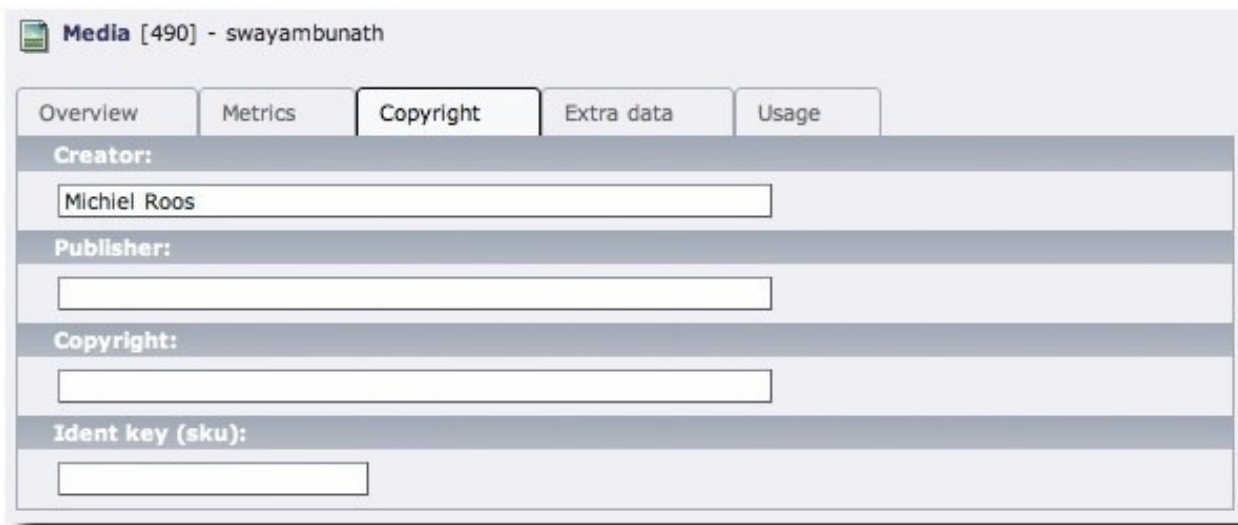 Media [490] - swayambunath
Overview Metrics Copyright Extra data Usage
Creator:
Michiel Roos
Publisher:
Copyright:
Ident key (sku):